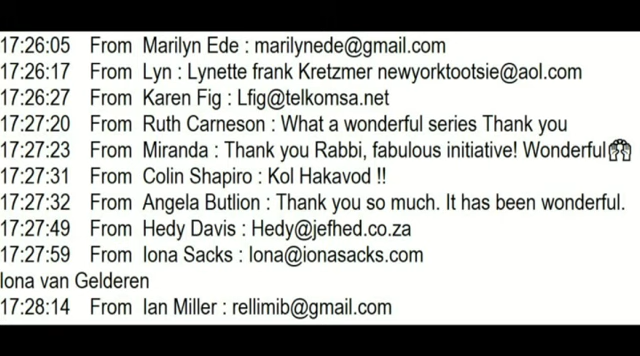 17:26:05 From Marilyn Ede : marilynede@gmail.com
17:26:17 From Lyn : Lynette frank Kretzmer newyorktootsie@aol.com
17:26:27 From Karen Fig : Lfig@telkomsa.net
17:27:20 From Ruth Carneson : What a wonderful series Thank you
17:27:23 From Miranda : Thank you Rabbi, fabulous initiative! Wonderful🙌
17:27:31 From Colin Shapiro : Kol Hakavod !!
17:27:32 From Angela Butlion : Thank you so much. It has been wonderful.
17:27:49 From Hedy Davis : Hedy@jefhed.co.za
17:27:59 From Iona Sacks : Iona@ionasacks.com
Iona van Gelderen
17:28:14 From Ian Miller : rellimib@gmail.com